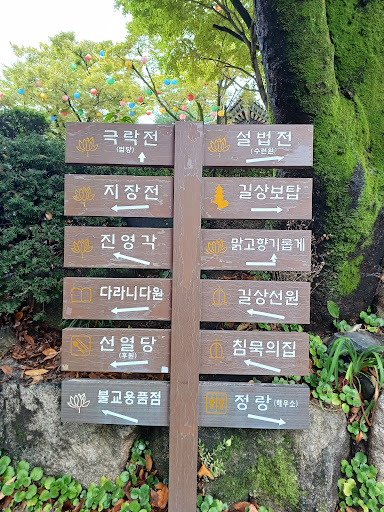 극락전
(법당)
지장전
진영각
다라니다원
선열당
(후원)
불교용품점
설법전
(수련원)
길상보탑
맑고향기롭게
길상선원
침묵의집
정랑(해우소)